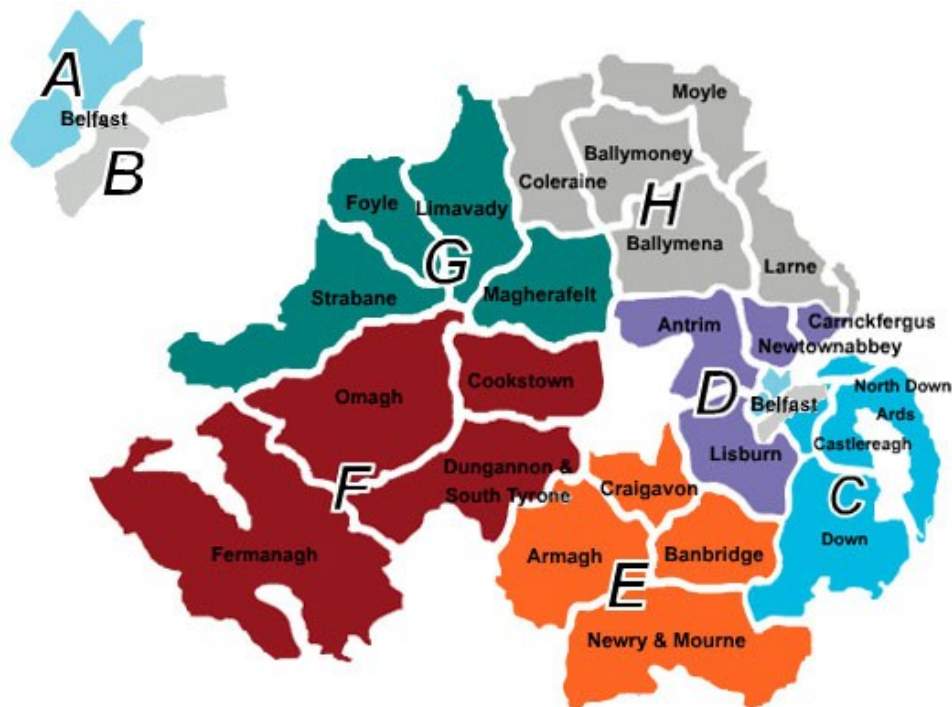 A
Belfast
B
Moyle
Ballymoney
Coleraine
H
Foyle
Limavady
Ballymena
G
Larne
Strabane
Magherafelt
Antrim
Carrickfergus
Newtownabbey
Omagh
Cookstown
D
Belfast
North Down
Ards
Castlereagh
Lisburn
F
Dungannon &
South Tyrone
Craigavon
C
Down
Fermanagh
Armagh
Banbridge
E
Newry & Mourne